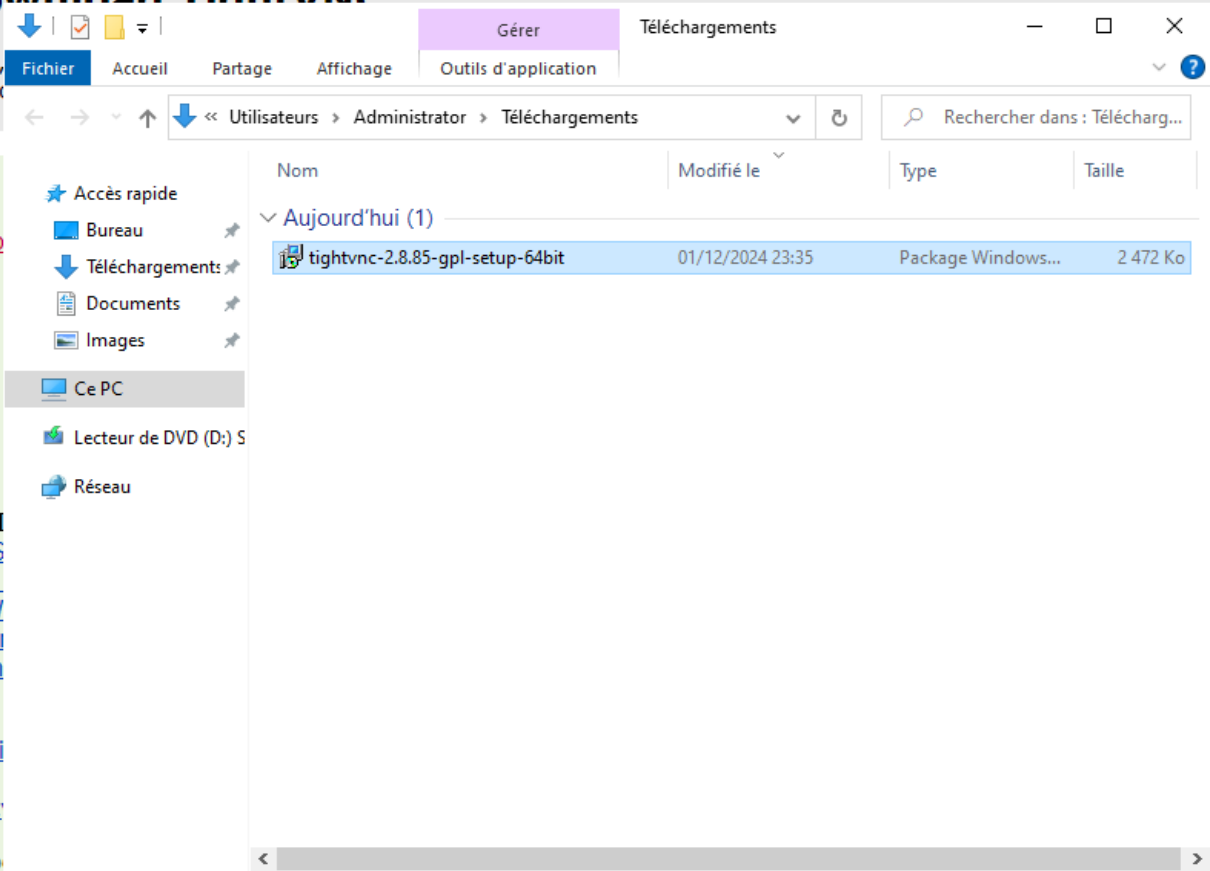 Gérer
Téléchargements
Fichier
Accueil
Partage
Affichage
Outils d'application
« Utilisateurs > Administrator > Téléchargements
Rechercher dans : Télécharg...
Nom
Modifié le
Type
Taille
Accès rapide
Bureau
Téléchargements
Documents
Images
Ce PC
Lecteur de DVD (D:) S
Réseau
Aujourd'hui (1)
tightvnc-2.8.85-gpl-setup-64bit
01/12/2024 23:35
Package Windows...
2 472 Ko